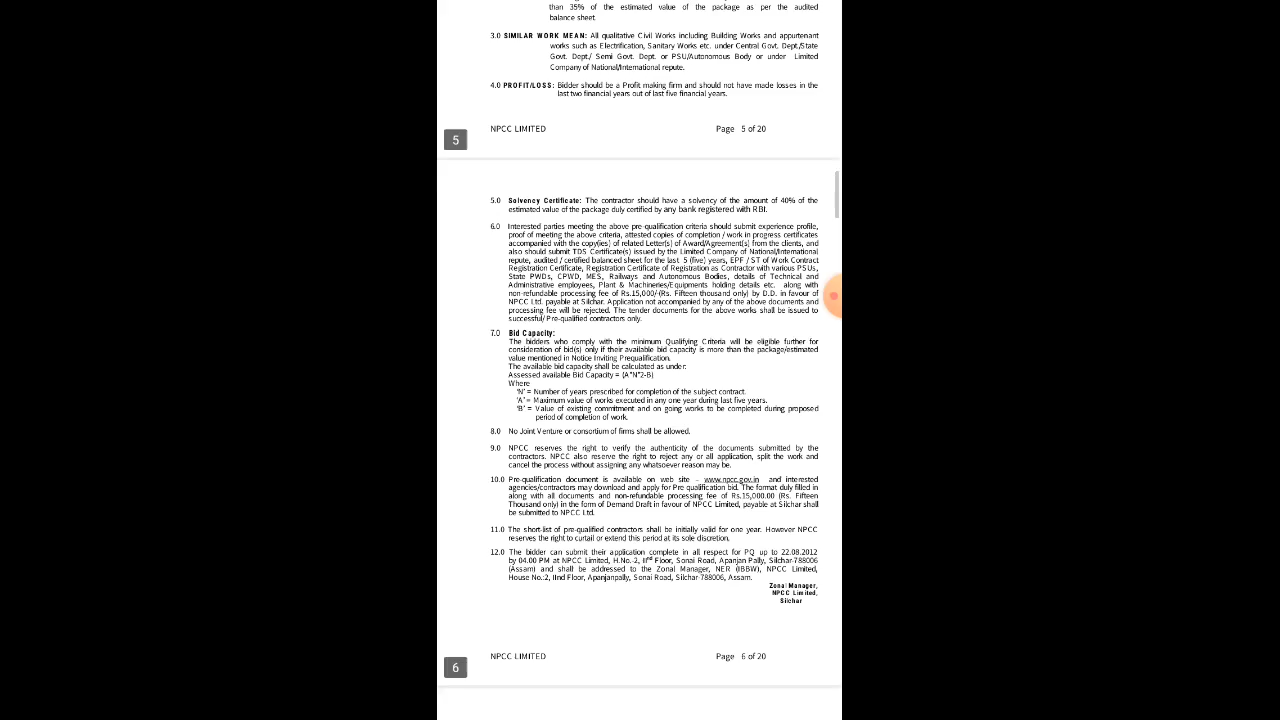 than 35% of the estimated value of the package as per the audited
balance sheet.
3.0 SIMILAR WORK MEAN: All qualitative Civil Works including Building Works and appurtenant
works such as Electrification, Sanitary Works etc. under Central Govt. Dept./State
Govt. Dept./ Semi Govt. Dept. or PSU/Autonomous Body or under Limited
Company of National/International repute.
4.0 PROFIT/LOSS: Bidder should be a Profit making firm and should not have made losses in the
last two financial years out of last five financial years.
NPCC LIMITED Page 5 of 20
5
5.0 Solvency Certificate: The contractor should have a solvency of the amount of 40% of the
estimated value of the package duly certified by any bank registered with RBI.
6.0 Interested parties meeting the above pre-qualification criteria should submit experience profile,
proof of meeting the above criteria, attested copies of completion / work in progress certificates
accompanied with the copy(ies) of related Letter(s) of Award/Agreement(s) from the clients, and
also should submit TDS Certificate(s) issued by the Limited Company of National/International
repute, audited / certified balanced sheet for the last 5 (five) years, EPF / ST of Work Contract
Registration Certificate, Registration Certificate of Registration as Contractor with various PSUs,
State PWDs, CPWD, MES, Railways and Autonomous Bodies, details of Technical and
Administrative employees, Plant & Machineries/Equipments holding details etc. along with
non-refundable processing fee of Rs.15,000/-(Rs. Fifteen thousand only) by D.D. in favour of
NPCC Ltd. payable at Silchar. Application not accompanied by any of the above documents and
processing fee will be rejected. The tender documents for the above works shall be issued to
successful/ Pre-qualified contractors only.
7.0 Bid Capacity:
The bidders who comply with the minimum Qualifying Criteria will be eligible further for
consideration of bid(s) only if their available bid capacity is more than the package/estimated
value mentioned in Notice Inviting Prequalification.
The available bid capacity shall be calculated as under:
Assessed available Bid Capacity = (A*N*2-B)
Where
'N' = Number of years prescribed for completion of the subject contract.
'A' = Maximum value of works executed in any one year during last five years.
'B' = Value of existing commitment and on going works to be completed during proposed
period of completion of work.
8.0 No Joint Venture or consortium of firms shall be allowed.
9.0 NPCC reserves the right to verify the authenticity of the documents submitted by the
contractors. NPCC also reserve the right to reject any or all application, split the work and
cancel the process without assigning any whatsoever reason may be.
10.0 Pre-qualification document is available on web site - www.npcc.gov.in and interested
agencies/contractors may download and apply for Pre qualification bid. The format duly filled in
along with all documents and non-refundable processing fee of Rs.15,000.00 (Rs. Fifteen
Thousand only) in the form of Demand Draft in favour of NPCC Limited, payable at Silchar shall
be submitted to NPCC Ltd.
11.0 The short-list of pre-qualified contractors shall be initially valid for one year. However NPCC
reserves the right to curtail or extend this period at its sole discretion.
12.0 The bidder can submit their application complete in all respect for PQ up to 22.08.2012
by 04.00 PM at NPCC Limited, H.No.-2, IInd Floor, Sonai Road, Apanjan Pally, Silchar-788006
(Assam) and shall be addressed to the Zonal Manager, NER (IBBW), NPCC Limited,
House No.:2, IInd Floor, Apanjanpally, Sonai Road, Silchar-788006, Assam.
Zonal Manager,
NPCC Limited,
Silchar
NPCC LIMITED Page 6 of 20
6